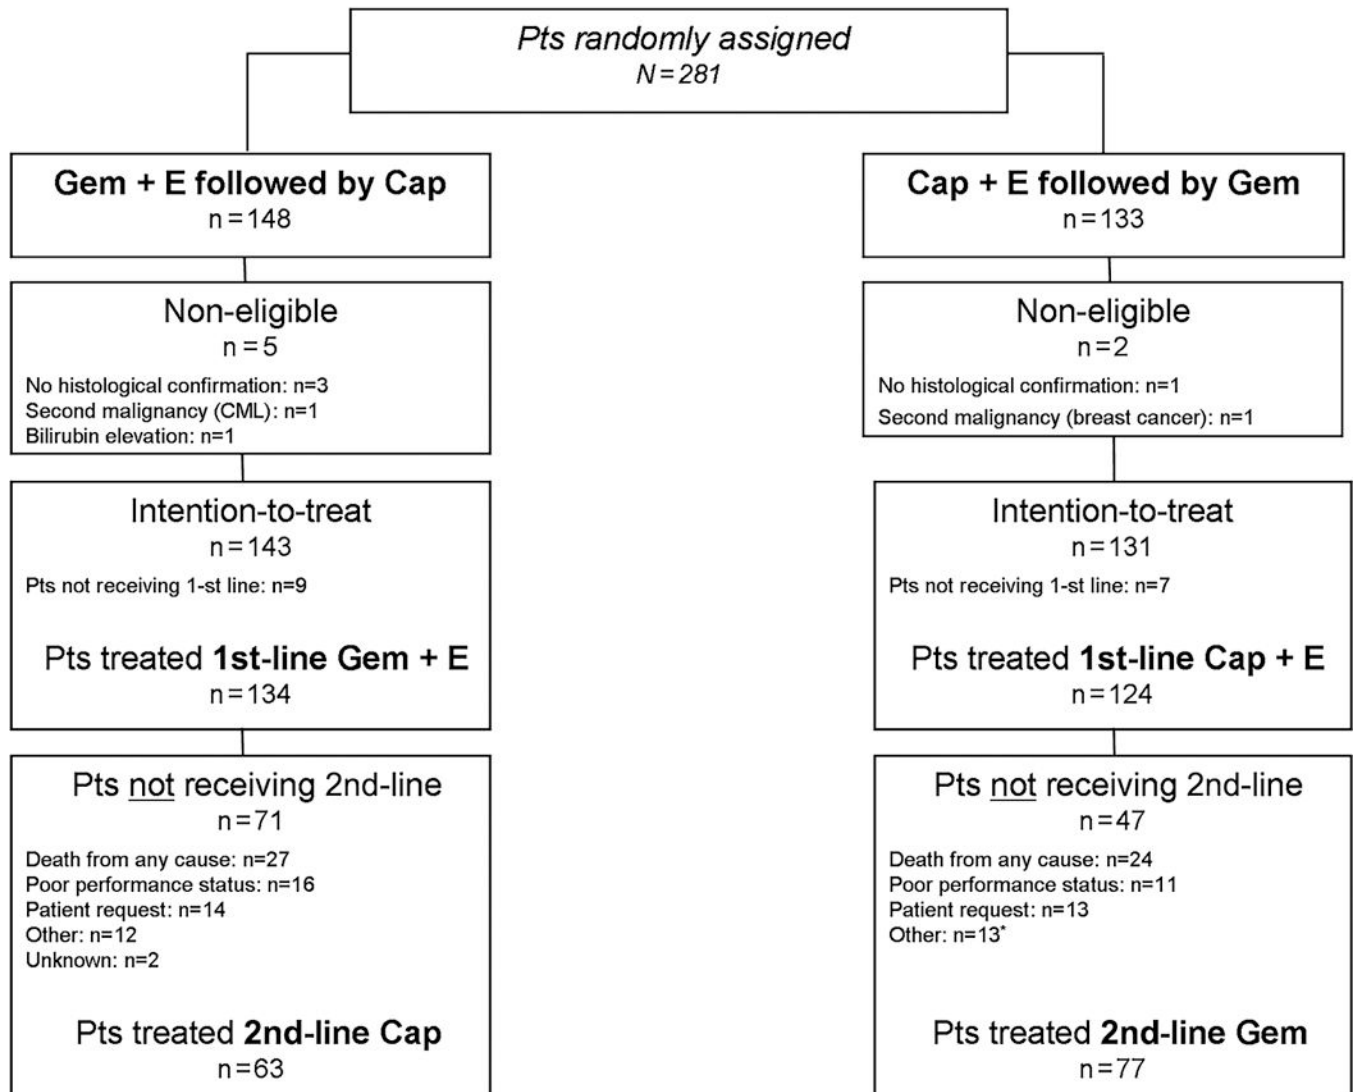 Pts randomly assigned
N=281
Gem + E followed by Cap
n=148
Non-eligible
n=5
No histological confirmation: n=3
Second malignancy (CML): n=1
Bilirubin elevation: n=1
Intention-to-treat
n=143
Pts not receiving 1-st line: n=9
Pts treated 1st-line Gem + E
n=134
Pts not receiving 2nd-line
n=71
Death from any cause: n=27
Poor performance status: n=16
Patient request: n=14
Other: n=12
Unknown: n=2
Pts treated 2nd-line Cap
n=63
Cap + E followed by Gem
n=133
Non-eligible
n=2
No histological confirmation: n=1
Second malignancy (breast cancer): n=1
Intention-to-treat
n=131
Pts not receiving 1-st line: n=7
Pts treated 1st-line Cap + E
n=124
Pts not receiving 2nd-line
n=47
Death from any cause: n=24
Poor performance status: n=11
Patient request: n=13
Other: n=13*
Pts treated 2nd-line Gem
n=77